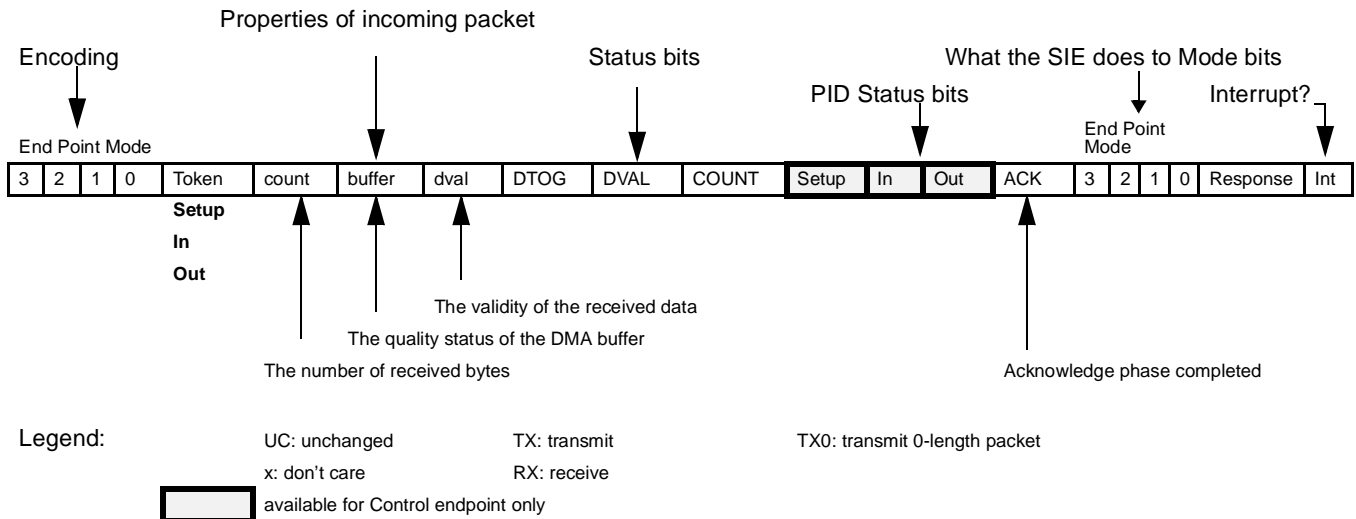 Properties of incoming packet
Encoding
Status bits
What the SIE does to Mode bits
PID Status bits
Interrupt?
End Point Mode
End Point
Mode
3 2 1 0 Token count buffer dval DTOG DVAL COUNT Setup In Out ACK 3 2 1 0 Response Int
Setup
In
Out
The validity of the received data
The quality status of the DMA buffer
The number of received bytes
Acknowledge phase completed
Legend:
UC: unchanged TX: transmit TX0: transmit 0-length packet
x: don't care RX: receive
available for Control endpoint only